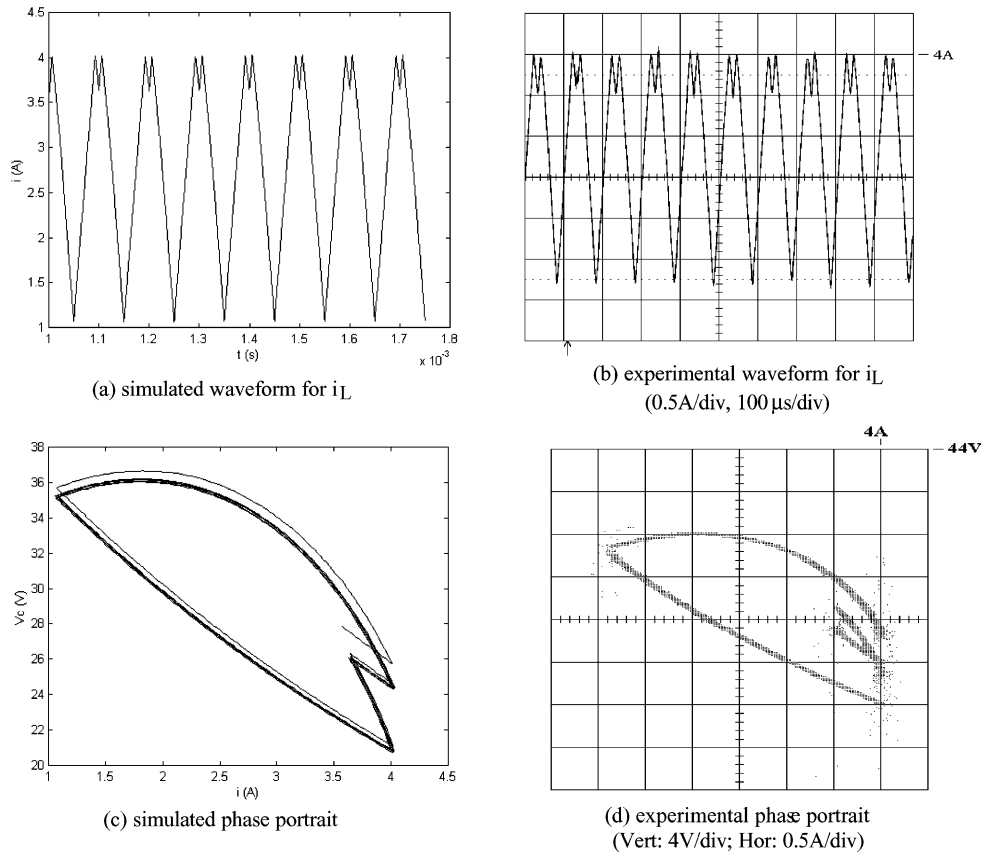 4.5
4
3.5
3
2.5
2
1.5
1
i (A)
1
1.1
1.2
1.3
1.4
1.5
1.6
1.7
1.8
t (s)
x 10⁻³
(a) simulated waveform for iL
4A
(b) experimental waveform for iL
(0.5A/div, 100 μs/div)
38
36
34
32
30
28
26
24
22
20
Vc (V)
1
1.5
2
2.5
3
3.5
4
4.5
i (A)
(c) simulated phase portrait
4A
44V
(d) experimental phase portrait
(Vert: 4V/div; Hor: 0.5A/div)